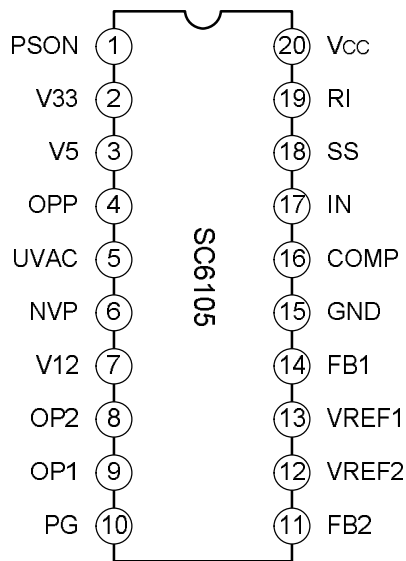 PSON 1 20 VCC
V33 2 19 RI
V5 3 18 SS
OPP 4 17 IN
UVAC 5 16 COMP
NVP 6 15 GND
V12 7 14 FB1
OP2 8 13 VREF1
OP1 9 12 VREF2
PG 10 11 FB2
SC6105